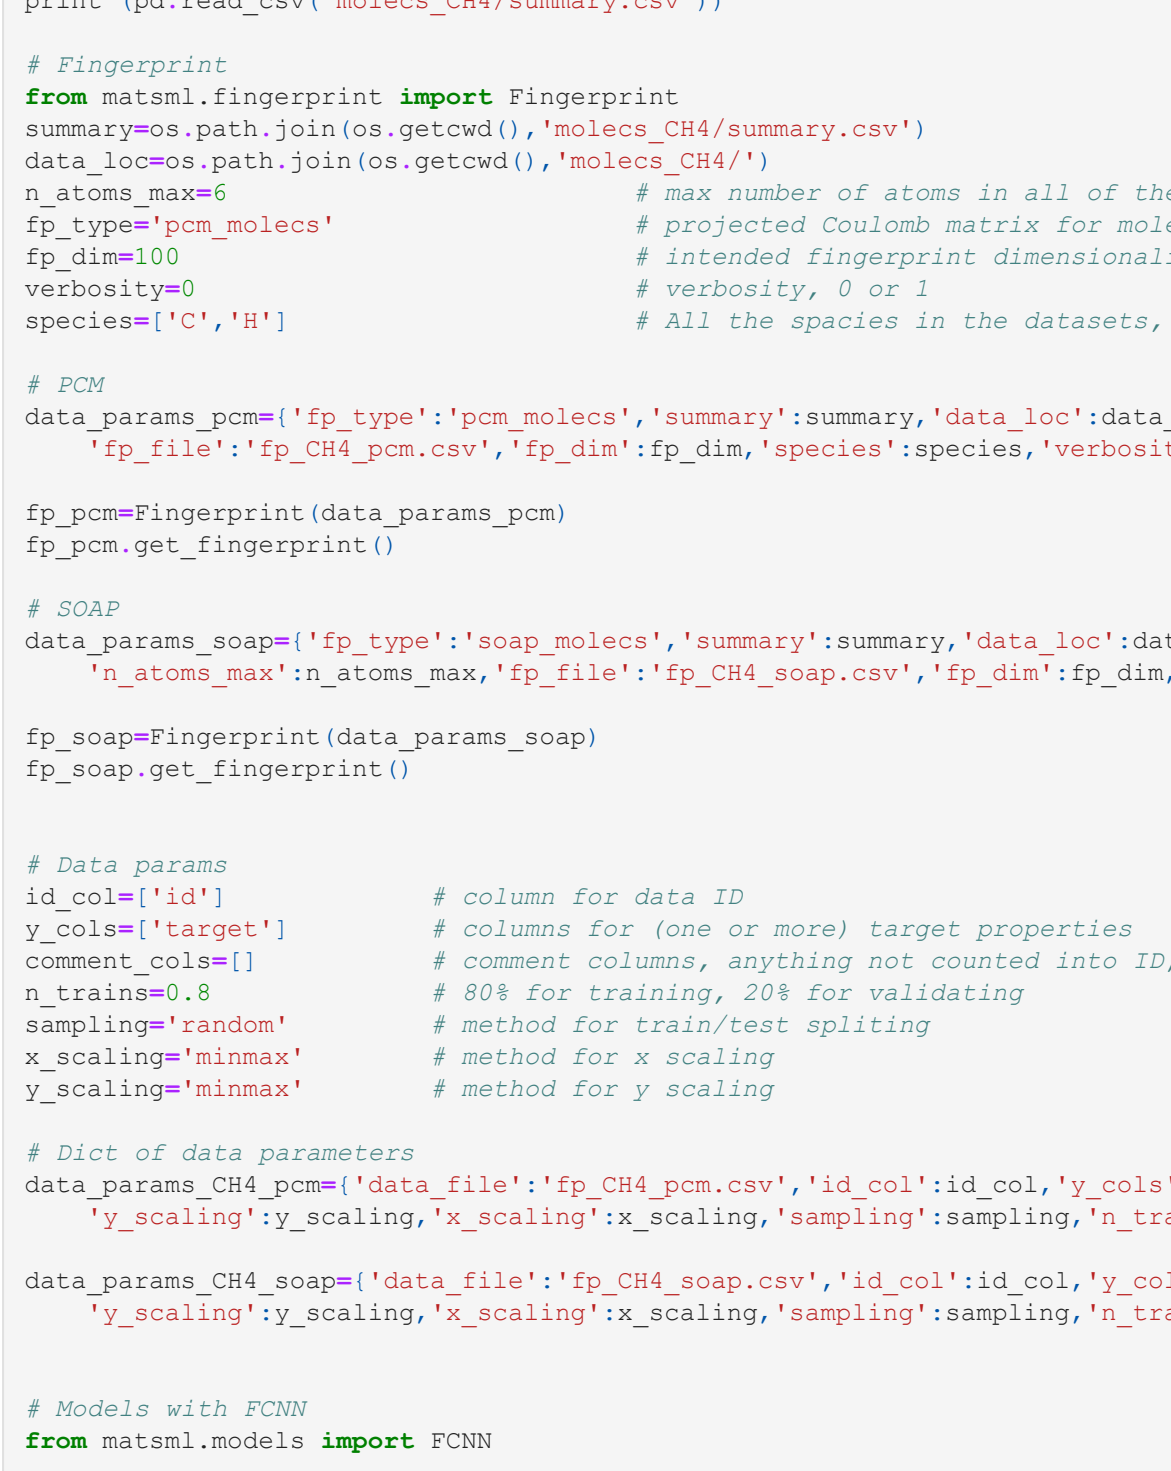 print (pd.read_csv('molecs_CH4/summary.csv'))
# Fingerprint
from matsml.fingerprint import Fingerprint
summary=os.path.join(os.getcwd(),'molecs_CH4/summary.csv')
data_loc=os.path.join(os.getcwd(),'molecs_CH4/')
n_atoms_max=6 # max number of atoms in all of the
fp_type='pcm_molecs' # projected Coulomb matrix for mole
fp_dim=100 # intended fingerprint dimensionali
verbosity=0 # verbosity, 0 or 1
species=['C','H'] # All the spacies in the datasets,
# PCM
data_params_pcm={'fp_type':'pcm_molecs','summary':summary,'data_loc':data_
'fp_file':'fp_CH4_pcm.csv','fp_dim':fp_dim,'species':species,'verbosit
fp_pcm=Fingerprint(data_params_pcm)
fp_pcm.get_fingerprint()
# SOAP
data_params_soap={'fp_type':'soap_molecs','summary':summary,'data_loc':dat
'n_atoms_max':n_atoms_max,'fp_file':'fp_CH4_soap.csv','fp_dim':fp_dim,
fp_soap=Fingerprint(data_params_soap)
fp_soap.get_fingerprint()
# Data params
id_col=['id'] # column for data ID
y_cols=['target'] # columns for (one or more) target properties
comment_cols=[] # comment columns, anything not counted into ID,
n_trains=0.8 # 80% for training, 20% for validating
sampling='random' # method for train/test spliting
x_scaling='minmax' # method for x scaling
y_scaling='minmax' # method for y scaling
# Dict of data parameters
data_params_CH4_pcm={'data_file':'fp_CH4_pcm.csv','id_col':id_col,'y_cols'
'y_scaling':y_scaling,'x_scaling':x_scaling,'sampling':sampling,'n_tra
data_params_CH4_soap={'data_file':'fp_CH4_soap.csv','id_col':id_col,'y_col
'y_scaling':y_scaling,'x_scaling':x_scaling,'sampling':sampling,'n_tra
# Models with FCNN
from matsml.models import FCNN